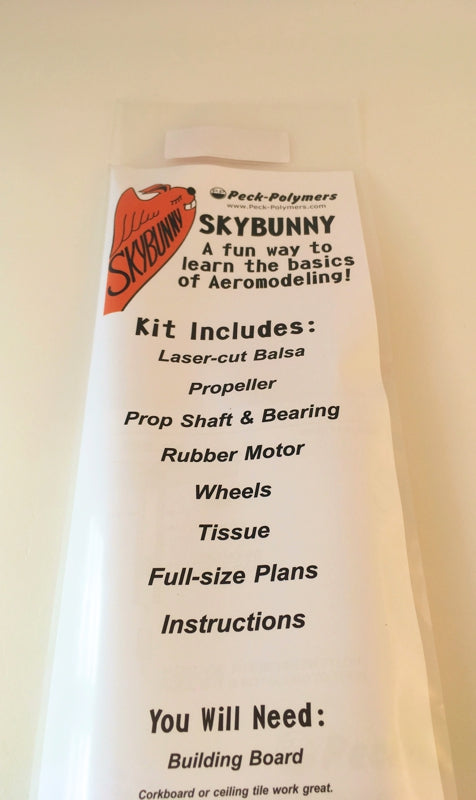 Peck-Polymers
www.Peck-Polymers.com
SKYBUNNY
SKYBUNNY
A fun way to
learn the basics
of Aeromodeling!
Kit Includes:
Laser-cut Balsa
Propeller
Prop Shaft & Bearing
Rubber Motor
Wheels
Tissue
Full-size Plans
Instructions
You Will Need:
Building Board
Corkboard or ceiling tile work great.